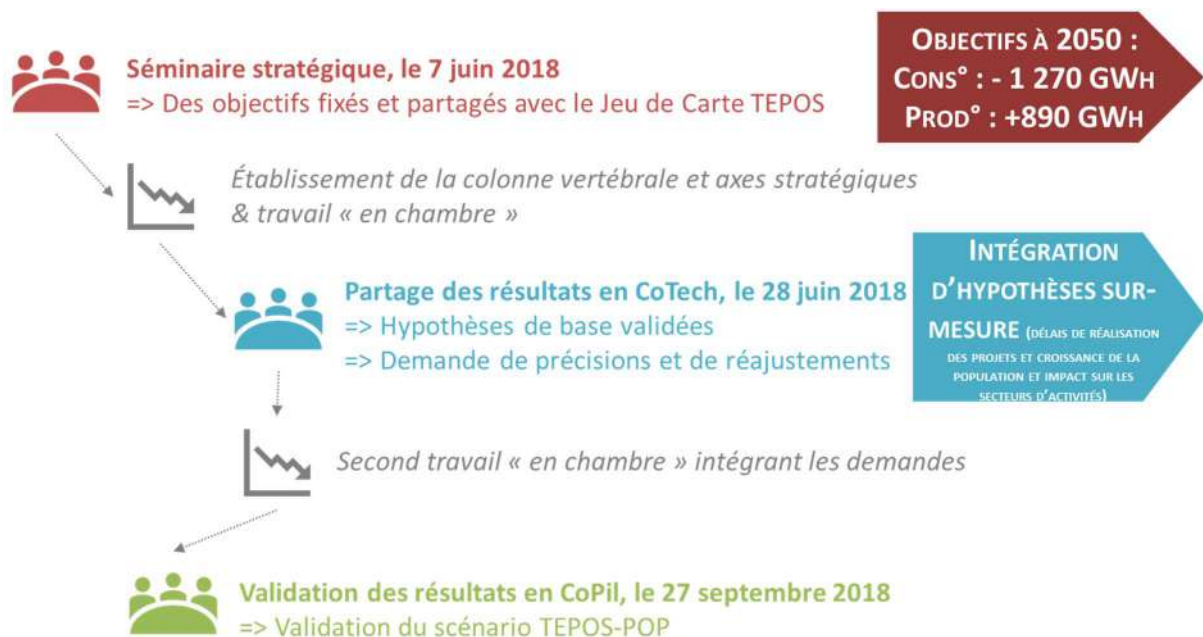 Séminaire stratégique, le 7 juin 2018
=> Des objectifs fixés et partagés avec le Jeu de Carte TEPOS
OBJECTIFS À 2050 :
CONS° : - 1 270 GWH
PROD° : +890 GWH
Établissement de la colonne vertébrale et axes stratégiques
& travail « en chambre »
Partage des résultats en CoTech, le 28 juin 2018
=> Hypothèses de base validées
=> Demande de précisions et de réajustements
INTÉGRATION
D'HYPOTHÈSES SUR-
MESURE (DÉLAIS DE RÉALISATION
DES PROJETS ET CROISSANCE DE LA
POPULATION ET IMPACT SUR LES
SECTEURS D'ACTIVITÉS)
Second travail « en chambre » intégrant les demandes
Validation des résultats en CoPil, le 27 septembre 2018
=> Validation du scénario TEPOS-POP